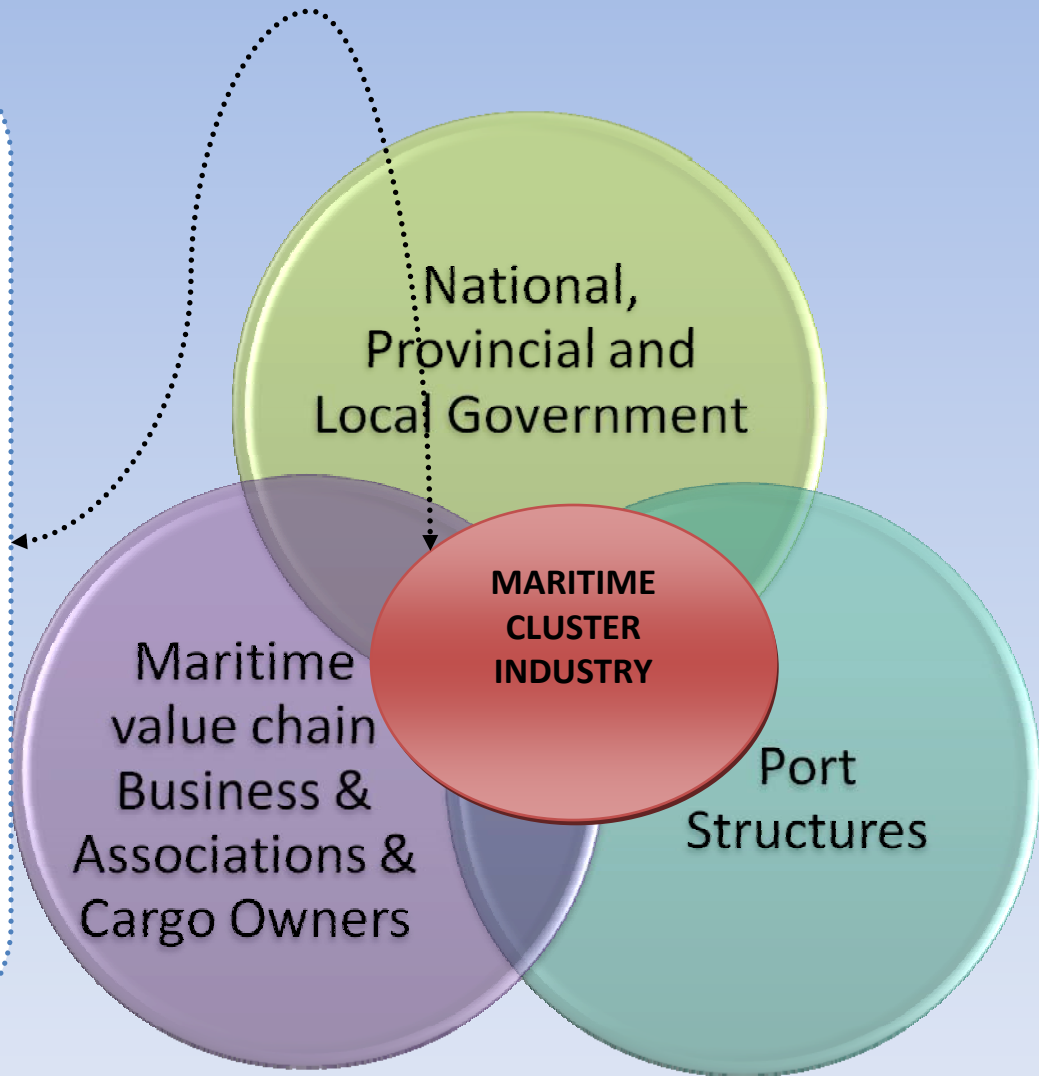 National,
Provincial and
Local Government
MARITIME
CLUSTER
INDUSTRY
Maritime
value chain
Business &
Associations &
Cargo Owners
Port
Structures